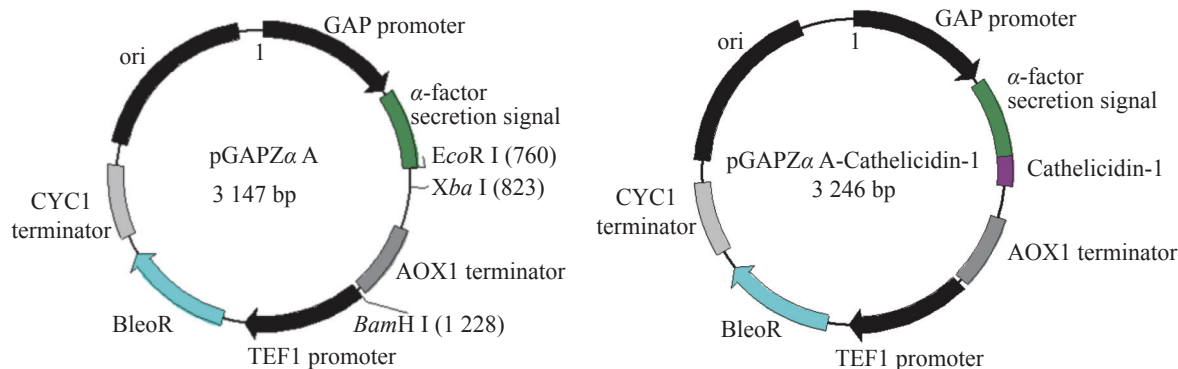 GAP promoter
ori
1
α-factor
secretion signal
EcoR I (760)
pGAPZα A
Xba I (823)
3 147 bp
CYC1
terminator
AOX1 terminator
BleoR
BamH I (1 228)
TEF1 promoter
GAP promoter
ori
1
α-factor
secretion signal
pGAPZα A-Cathelicidin-1
Cathelicidin-1
3 246 bp
CYC1
terminator
AOX1 terminator
BleoR
TEF1 promoter